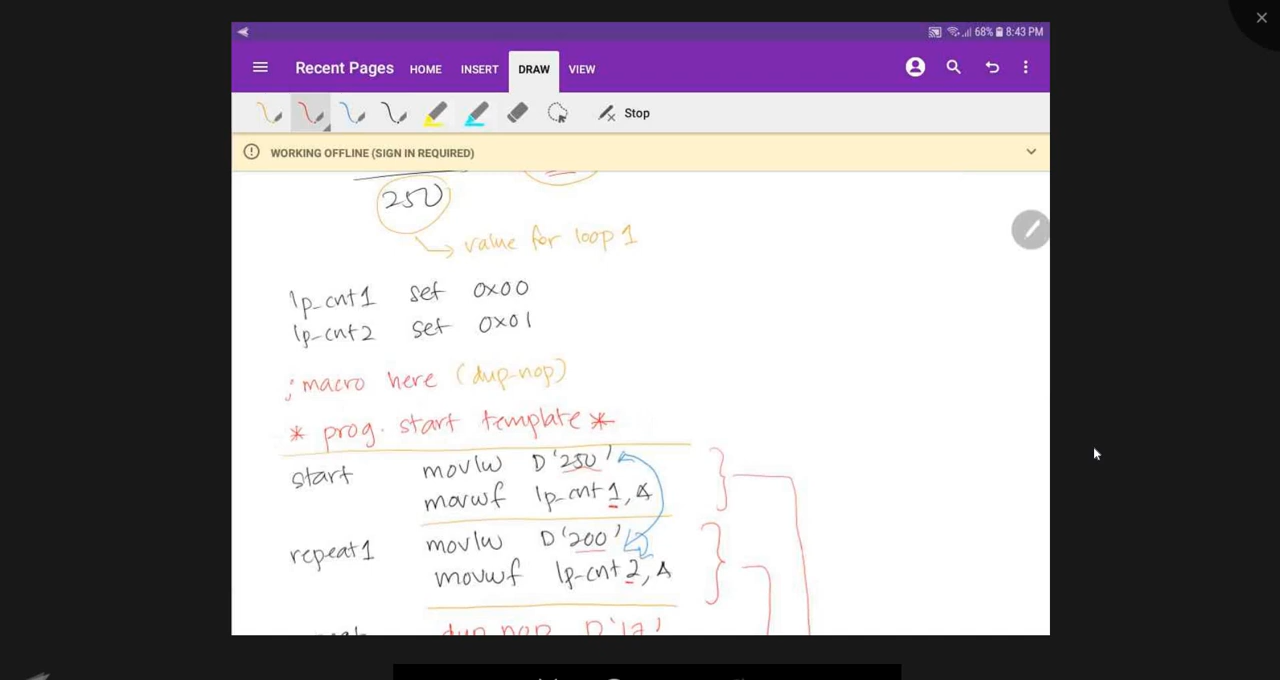 68% 8:43 PM
Recent Pages HOME INSERT DRAW VIEW
Stop
WORKING OFFLINE (SIGN IN REQUIRED)
250
value for loop 1
lp_cnt1 set 0x00
lp_cnt2 set 0x01
;macro here (dup_nop)
* prog. start template *
start movlw D'250'
movwf lp_cnt1,A
repeat1 movlw D'200'
movwf lp_cnt2,A
dup_nop D'17'